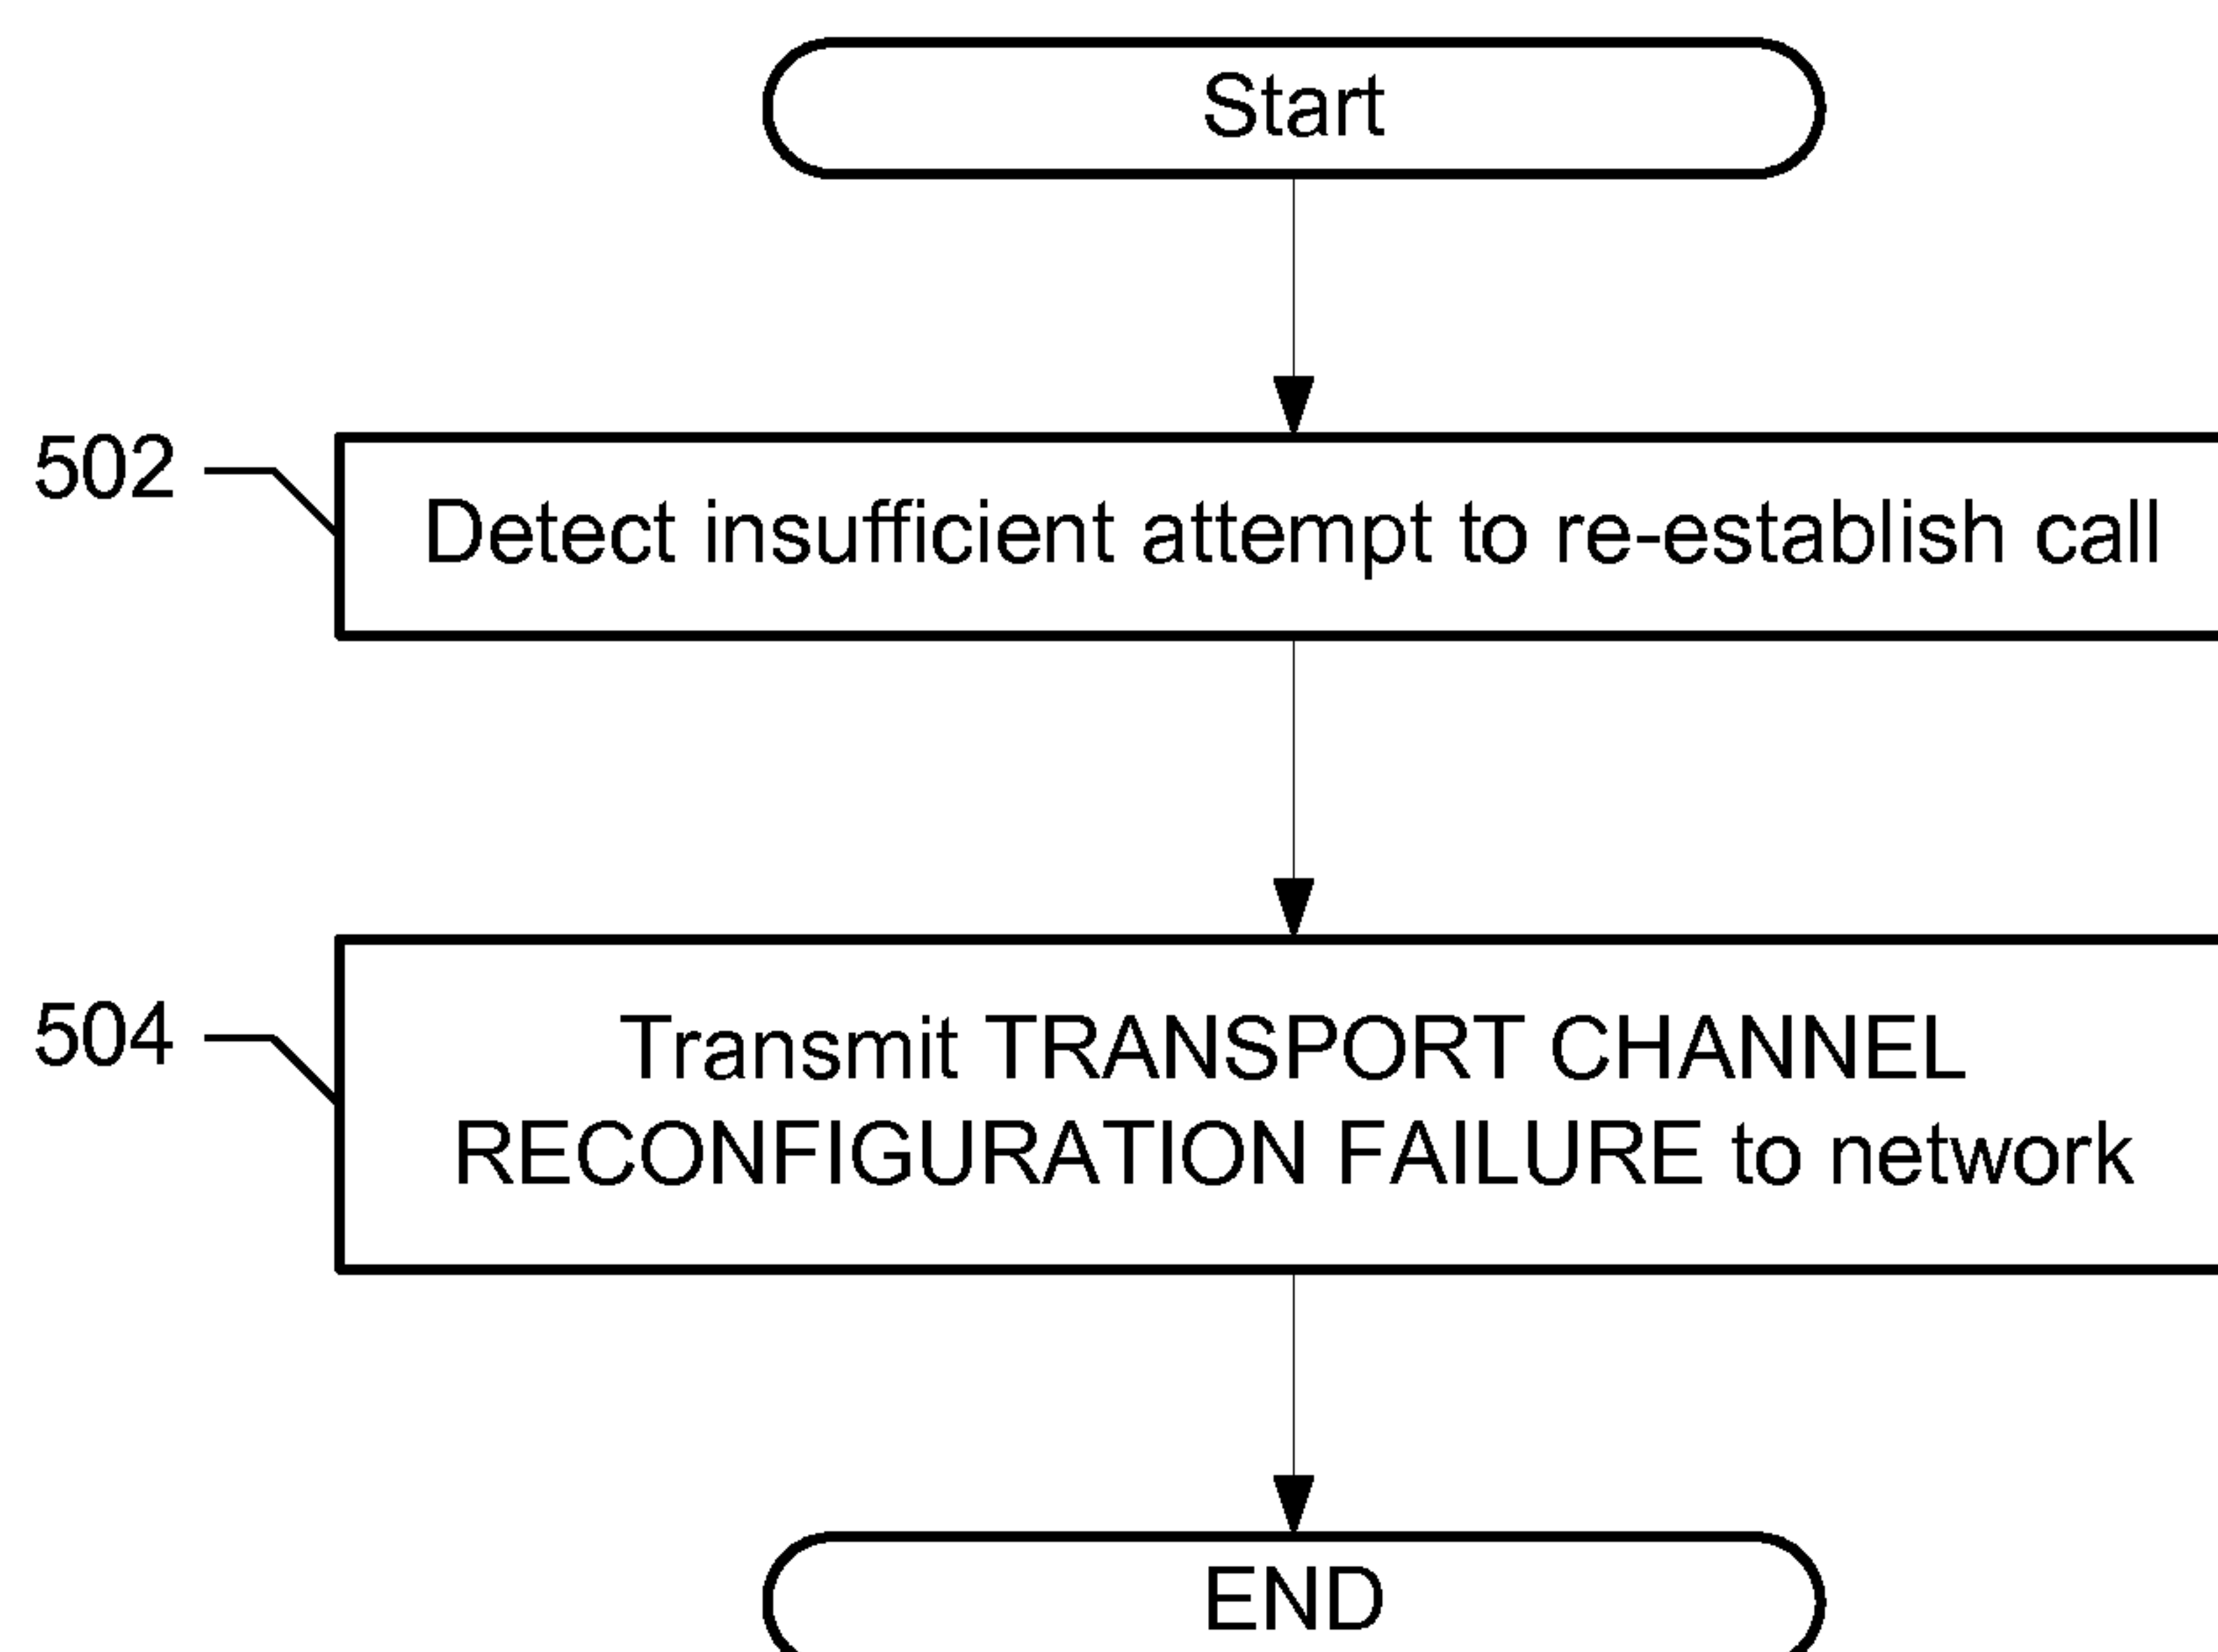 Start
502
Detect insufficient attempt to re-establish call
504
Transmit TRANSPORT CHANNEL
RECONFIGURATION FAILURE to network
END